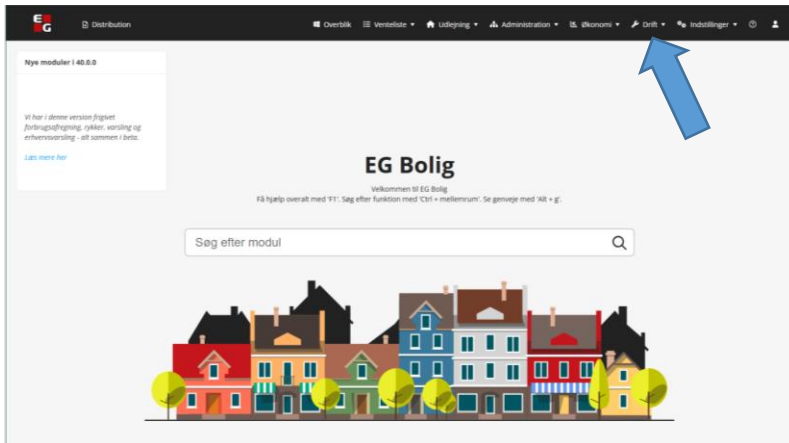 EG
Distribution
Overblik Venteliste Udlejning Administration Økonomi Drift Indstillinger
Nye moduler i 40.0.0
Vi har i denne version frigivet
forbrugsafregning, rykker, varsling og
erhvervsvarsling - alt sammen i beta.
Læs mere her
EG Bolig
Velkommen til EG Bolig
Få hjælp overalt med 'F1'. Søg efter funktion med 'Ctrl + mellemrum'. Se genveje med 'Alt + g'.
Søg efter modul